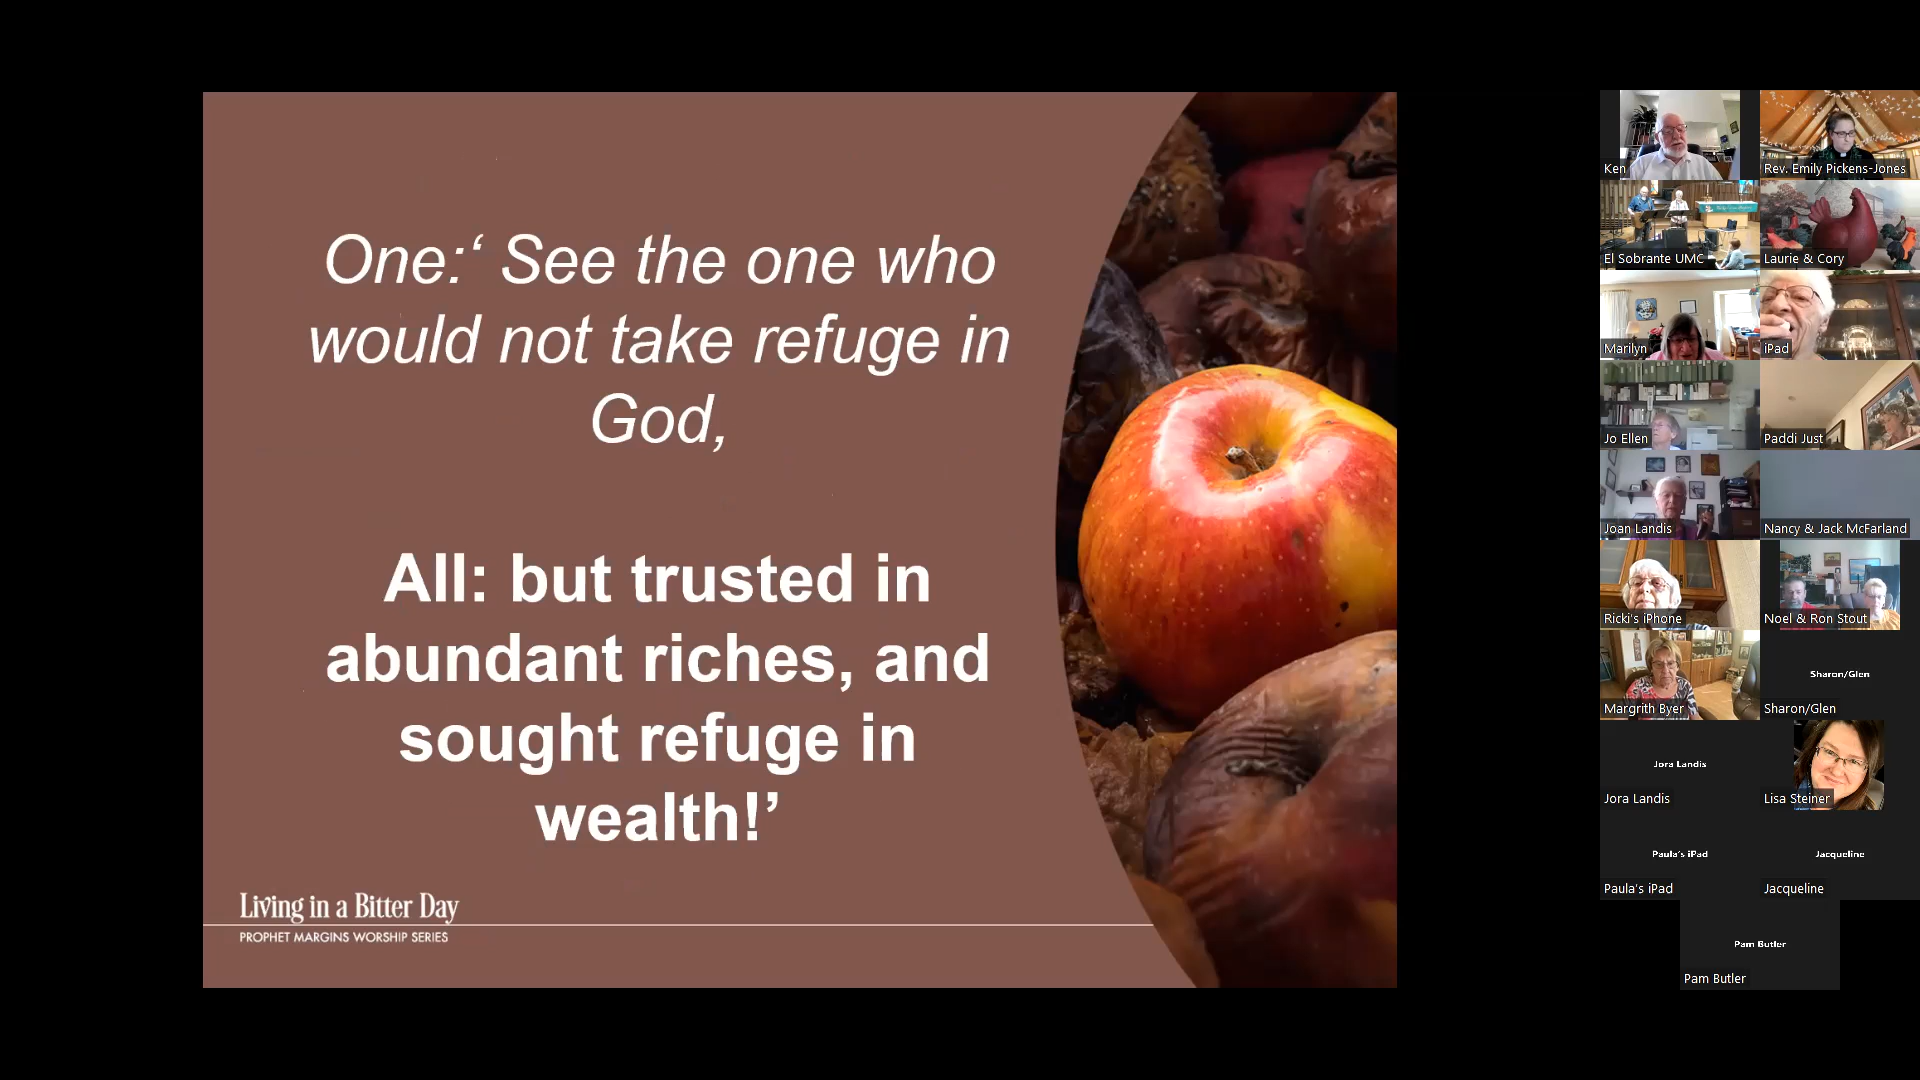 One:‘ See the one who
would not take refuge in
God,
All: but trusted in
abundant riches, and
sought refuge in
wealth!’
Living in a Bitter Day
PROPHET MARGINS WORSHIP SERIES
Ken
Rev. Emily Pickens-Jones
El Sobrante UMC
Laurie & Cory
Marilyn
iPad
Jo Ellen
Paddi Just
Joan Landis
Nancy & Jack McFarland
Ricki's iPhone
Noel & Ron Stout
Margrith Byer
Sharon/Glen
Sharon/Glen
Jora Landis
Jora Landis
Lisa Steiner
Paula's iPad
Paula's iPad
Jacqueline
Jacqueline
Pam Butler
Pam Butler